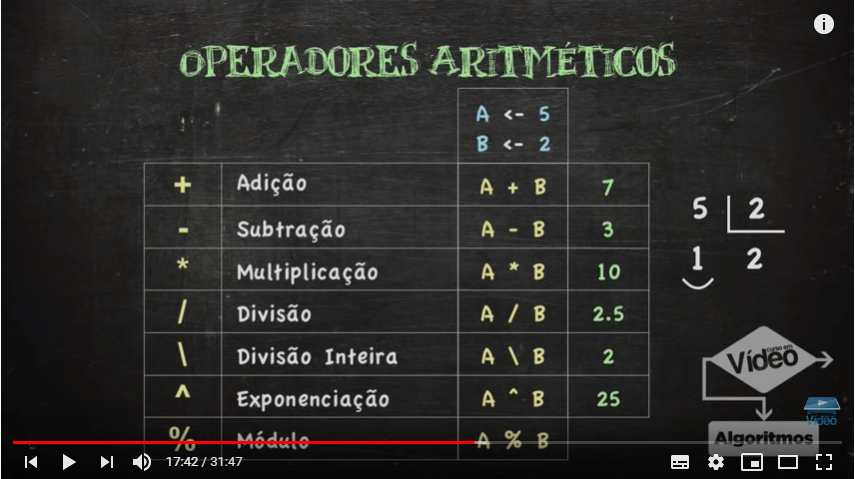 OPERADORES ARITMÉTICOS
A <- 5
B <- 2
+ Adição A + B 7
- Subtração A - B 3
* Multiplicação A * B 10
/ Divisão A / B 2.5
\ Divisão Inteira A \ B 2
^ Exponenciação A ^ B 25
% Módulo A % B
5 2
1 2
curso em
Vídeo
Vídeo
Algoritmos
17:42 / 31:47